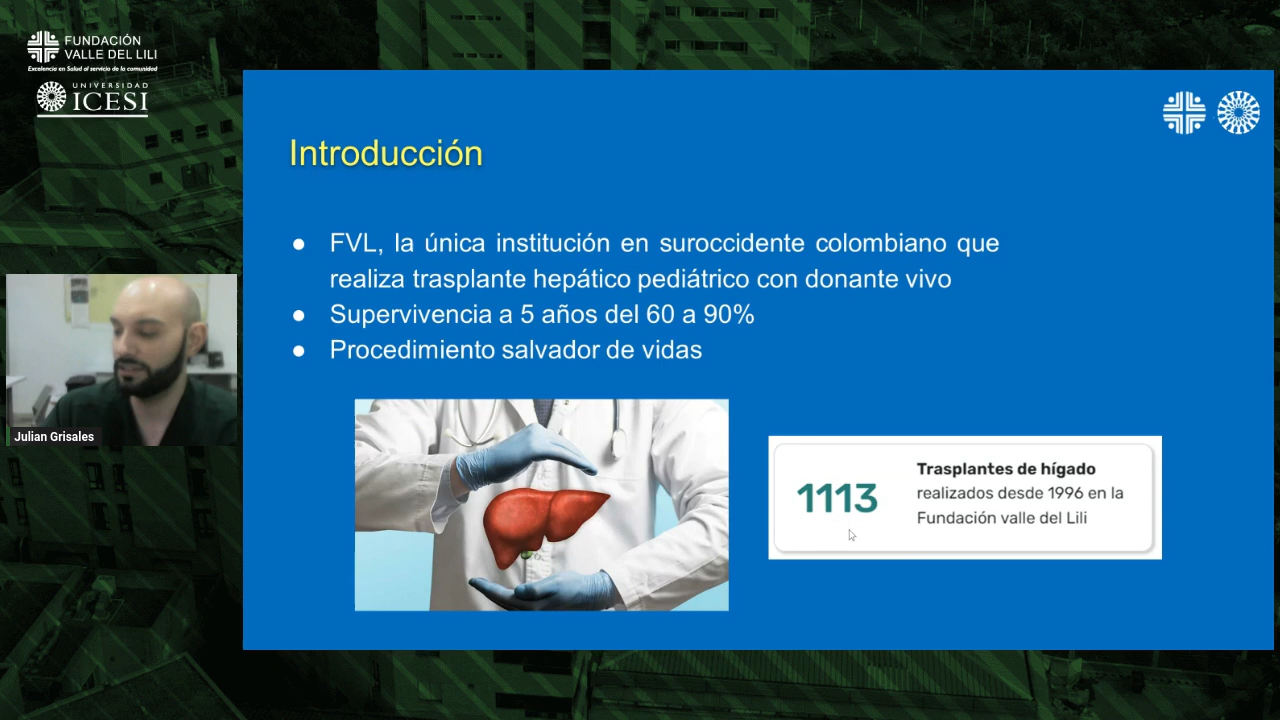 FUNDACIÓN
VALLE DEL LILI
Excelencia en Salud al servicio de la comunidad
UNIVERSIDAD
ICESI
Introducción
● FVL, la única institución en suroccidente colombiano que
realiza trasplante hepático pediátrico con donante vivo
● Supervivencia a 5 años del 60 a 90%
● Procedimiento salvador de vidas
Julian Grisales
1113
Trasplantes de hígado
realizados desde 1996 en la
Fundación valle del Lili